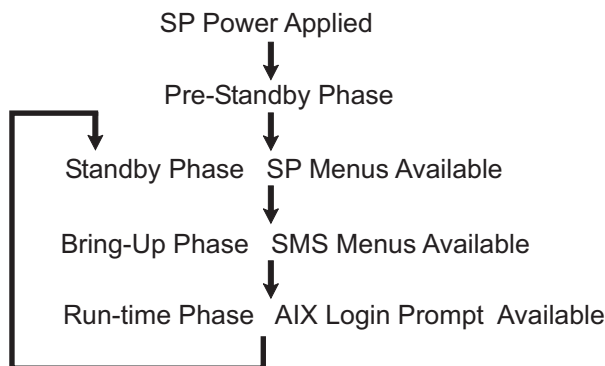 SP Power Applied
Pre-Standby Phase
Standby Phase SP Menus Available
Bring-Up Phase SMS Menus Available
Run-time Phase AIX Login Prompt Available